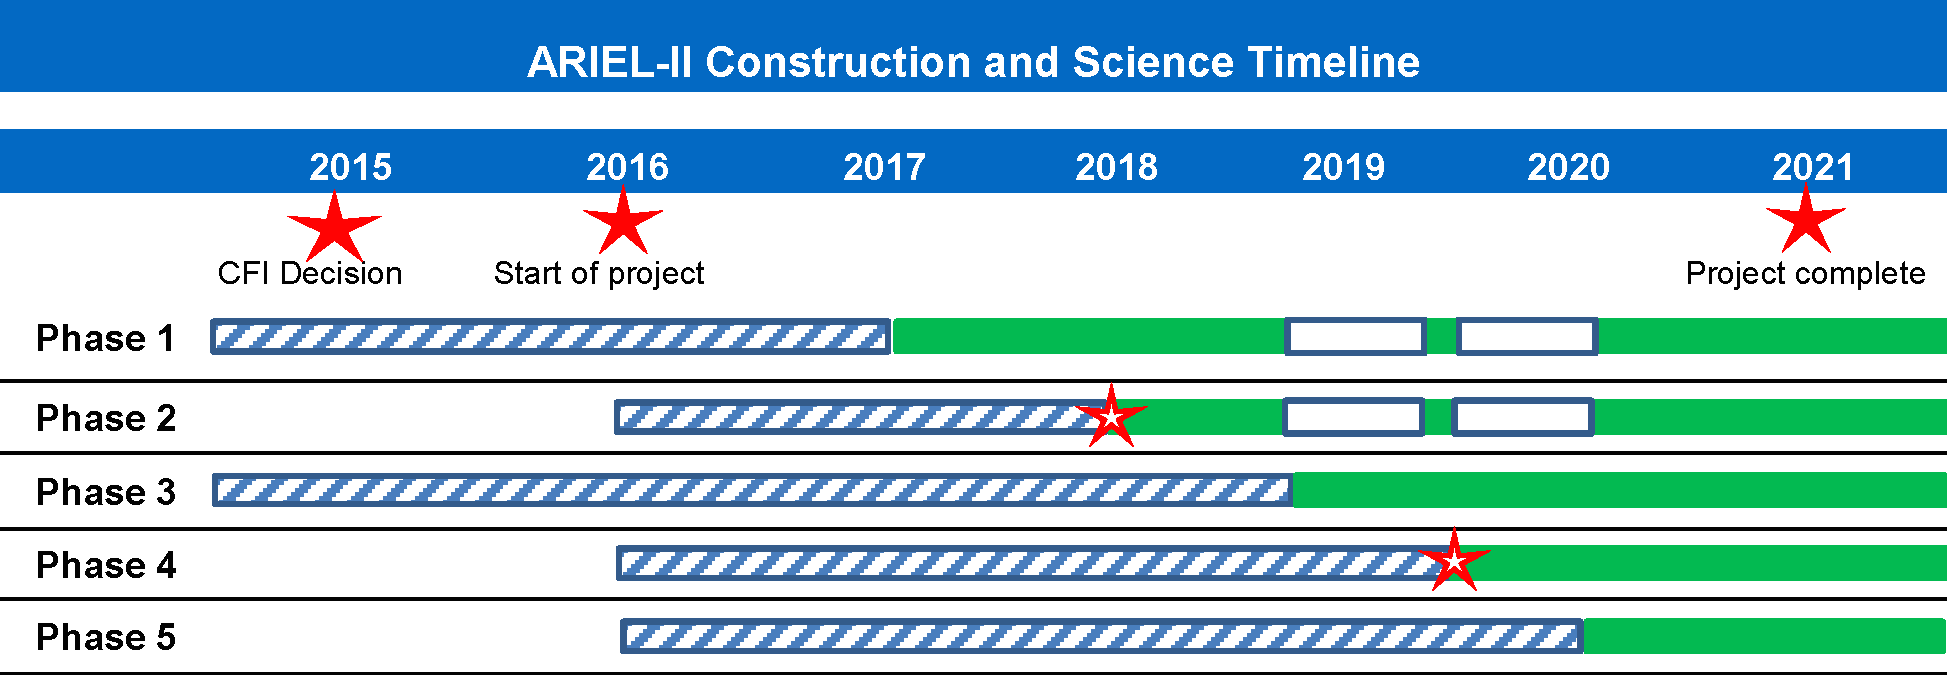 ARIEL-II Construction and Science Timeline
2015 2016 2017 2018 2019 2020 2021
CFI Decision Start of project Project complete
Phase 1
Phase 2
Phase 3
Phase 4
Phase 5